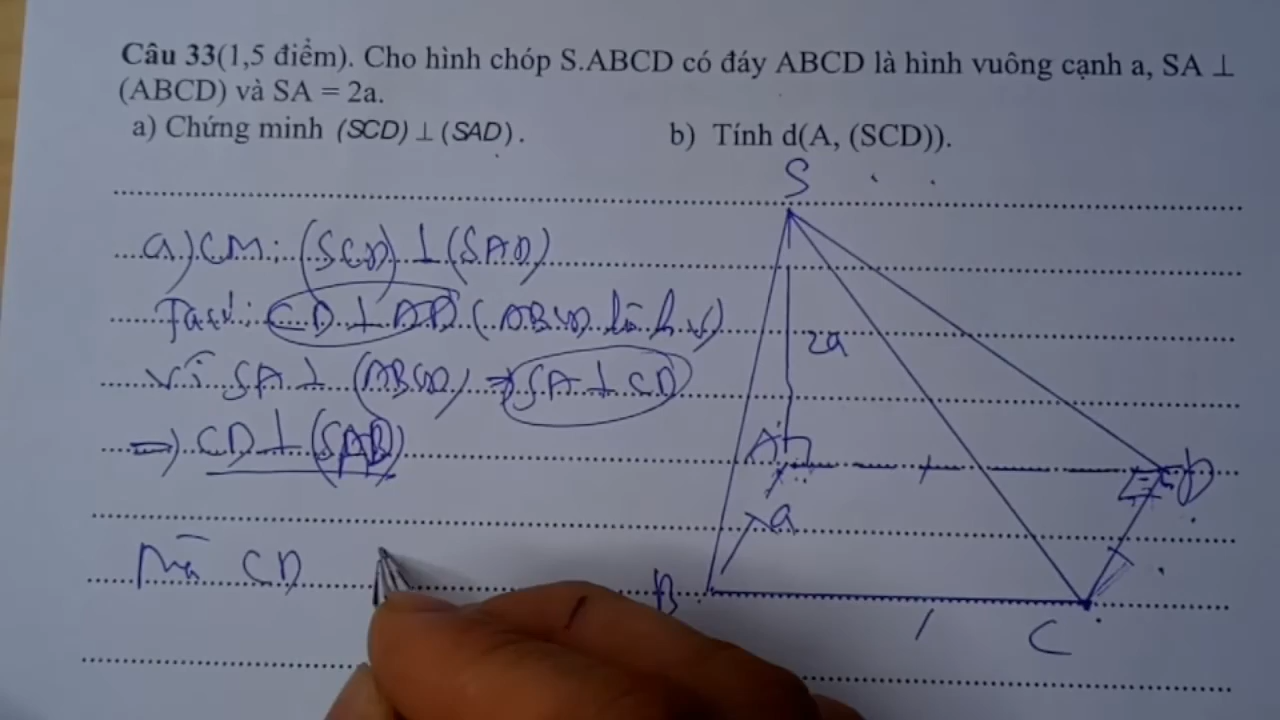 Câu 33(1,5 điểm). Cho hình chóp S.ABCD có đáy ABCD là hình vuông cạnh a, SA ⊥
(ABCD) và SA = 2a.
a) Chứng minh (SCD) ⊥ (SAD). b) Tính d(A, (SCD)).
S
a) CM: (SCD) ⊥ (SAD)
Ta có: CD ⊥ AD (ABCD là h.v)
2a
Vì SA ⊥ (ABCD) ⇒ SA ⊥ CD
⇒ CD ⊥ (SAD)
A
D
a
Mà CD
B
C